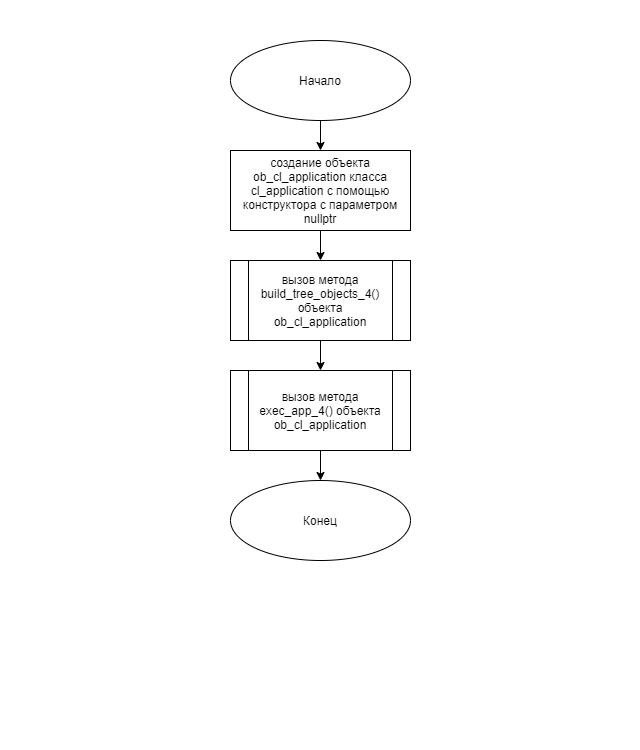 Начало
создание объекта
ob_cl_application класса
cl_application с помощью
конструктора с параметром
nullptr
вызов метода
build_tree_objects_4()
объекта
ob_cl_application
вызов метода
exec_app_4() объекта
ob_cl_application
Конец